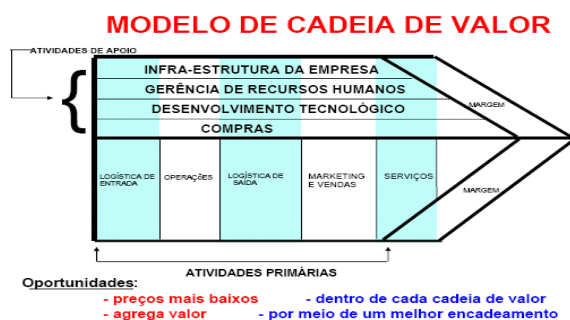 MODELO DE CADEIA DE VALOR
ATIVIDADES DE APOIO
INFRA-ESTRUTURA DA EMPRESA
GERÊNCIA DE RECURSOS HUMANOS
DESENVOLVIMENTO TECNOLÓGICO
COMPRAS
MARGEM
LOGÍSTICA DE
ENTRADA
OPERAÇÕES
LOGÍSTICA DE
SAÍDA
MARKETING
E VENDAS
SERVIÇOS
MARGEM
ATIVIDADES PRIMÁRIAS
Oportunidades:
- preços mais baixos - dentro de cada cadeia de valor
- agrega valor - por meio de um melhor encadeamento